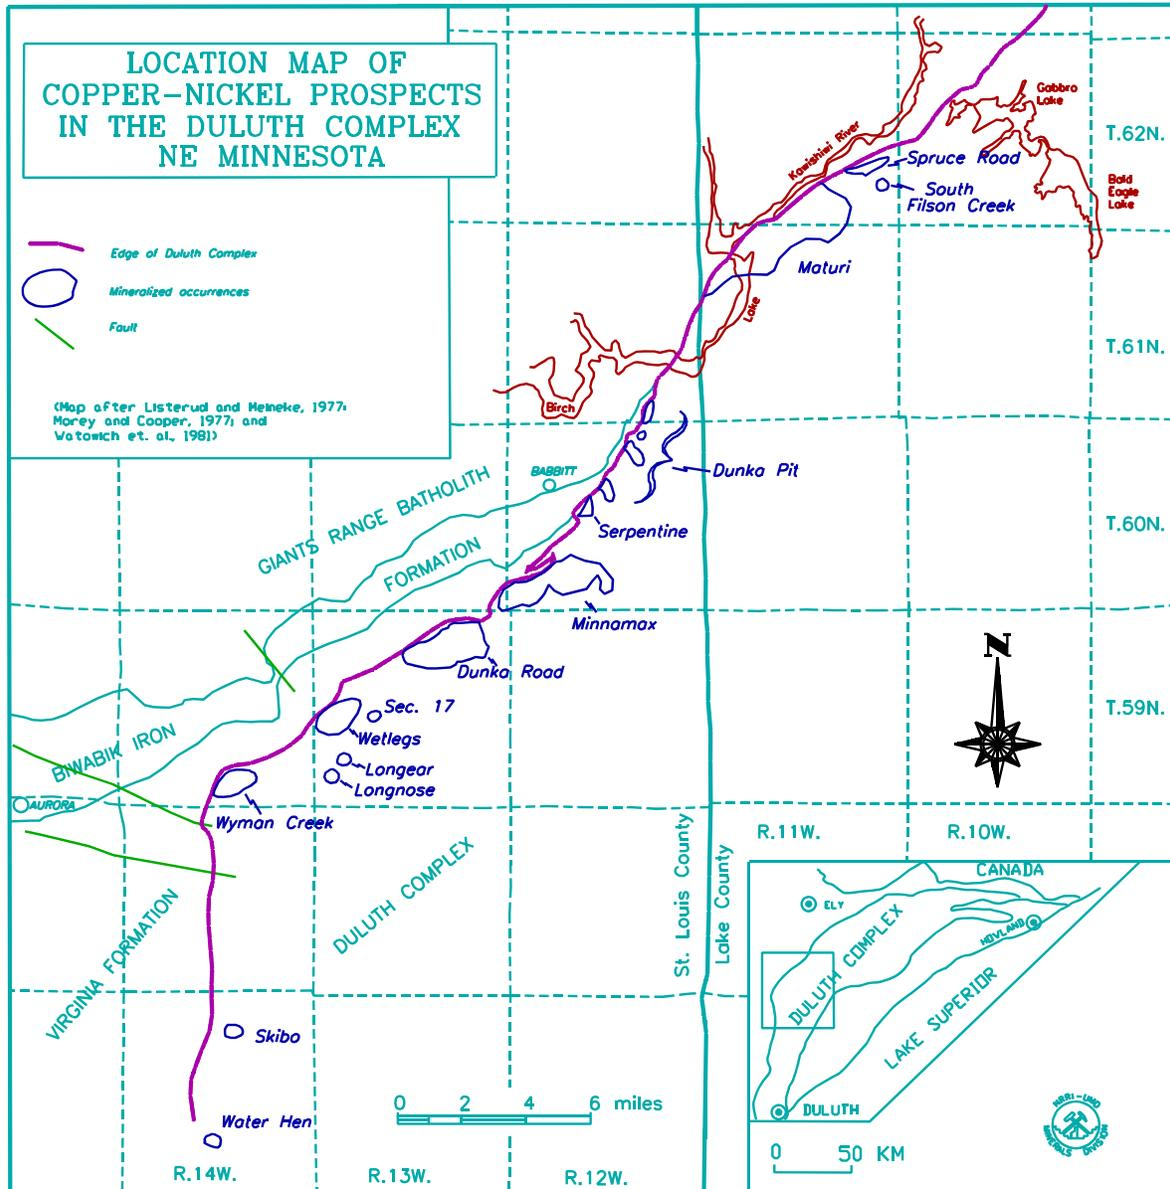 LOCATION MAP OF
COPPER-NICKEL PROSPECTS
IN THE DULUTH COMPLEX
NE MINNESOTA
Edge of Duluth Complex
Mineralized occurrences
Fault
(Map after Listerud and Meineke, 1977;
Morey and Cooper, 1977; and
Watowich et. al., 1981)
Gabbro
Lake
T.62N.
Kawishiwi River
Spruce Road
South
Filson Creek
Bald
Eagle
Lake
Maturi
Lake
T.61N.
Birch
BABBITT
Dunka Pit
GIANTS RANGE BATHOLITH
T.60N.
Serpentine
FORMATION
Minnamax
Dunka Road
Sec. 17
T.59N.
N
Wetlegs
BIWABIK IRON
Longear
Longnose
AURORA
Wyman Creek
R.11W.
R.10W.
St. Louis County
Lake County
DULUTH COMPLEX
VIRGINIA FORMATION
CANADA
ELY
HOVLAND
DULUTH COMPLEX
LAKE SUPERIOR
Skibo
DULUTH
0 2 4 6 miles
Water Hen
0 50 KM
NRRI-UMD
MINERALS DIVISION
R.14W.
R.13W.
R.12W.